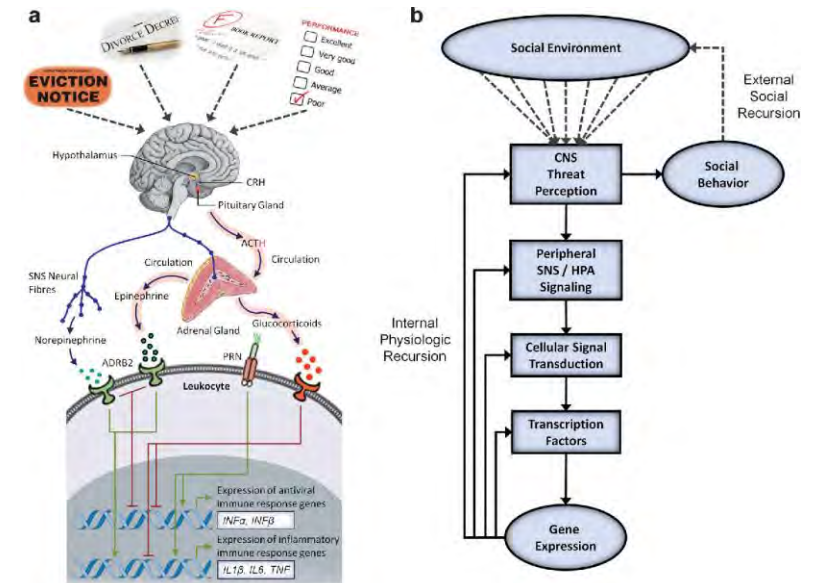 a
DIVORCE DECREE
F
BOOK REPORT
PERFORMANCE
Excellent
Very good
Good
Average
Poor
EVICTION
NOTICE
Hypothalamus
CRH
Pituitary Gland
ACTH
Circulation
Circulation
SNS Neural
Fibres
Epinephrine
Adrenal Gland
Glucocorticoids
Norepinephrine
ADRB2
PRN
Leukocyte
Expression of antiviral
immune response genes
INFα, INFβ
Expression of inflammatory
immune response genes
IL1β, IL6, TNF
b
Social Environment
External
Social
Recursion
CNS
Threat
Perception
Social
Behavior
Peripheral
SNS / HPA
Signaling
Internal
Physiologic
Recursion
Cellular Signal
Transduction
Transcription
Factors
Gene
Expression